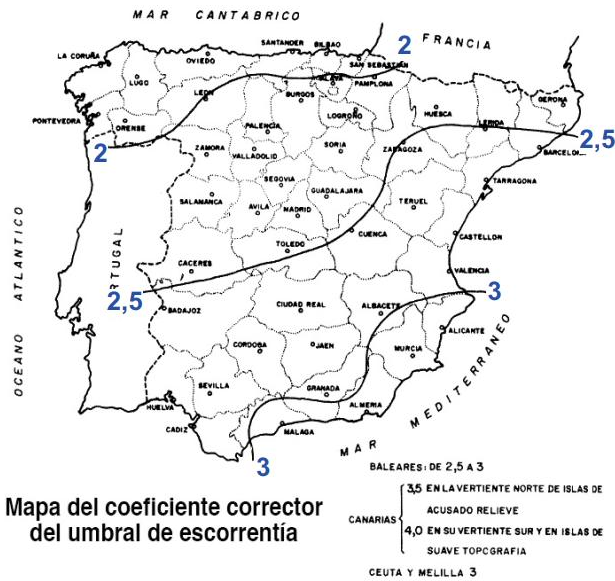 MAR CANTABRICO
FRANCIA
2
LA CORUÑA
OVIEDO
SANTANDER
BILBAO
SAN SEBASTIAN
LUGO
LEON
BURGOS
PAMPLONA
LOGROÑO
HUESCA
GERONA
PONTEVEDRA
ORENSE
PALENCIA
LERIDA
2
ZAMORA
VALLADOLID
SORIA
ZARAGOZA
2,5
BARCEL
SEGOVIA
TARRAGONA
SALAMANCA
GUADALAJARA
AVILA
MADRID
TERUEL
OCEANO ATLANTICO
RTUGAL
TOLEDO
CUENCA
CASTELLON
CACERES
VALENCIA
2,5
3
BADAJOZ
CIUDAD REAL
ALBACETE
ALICANTE
CORDOBA
JAEN
MURCIA
SEVILLA
GRANADA
HUELVA
ALMERIA
CADIZ
MALAGA
MAR MEDITERRANEO
3
BALEARES: DE 2,5 A 3
Mapa del coeficiente corrector
del umbral de escorrentía
CANARIAS
3,5 EN LA VERTIENTE NORTE DE ISLAS DE
ACUSADO RELIEVE
4,0 EN SU VERTIENTE SUR Y EN ISLAS DE
SUAVE TOPOGRAFIA
CEUTA Y MELILLA 3